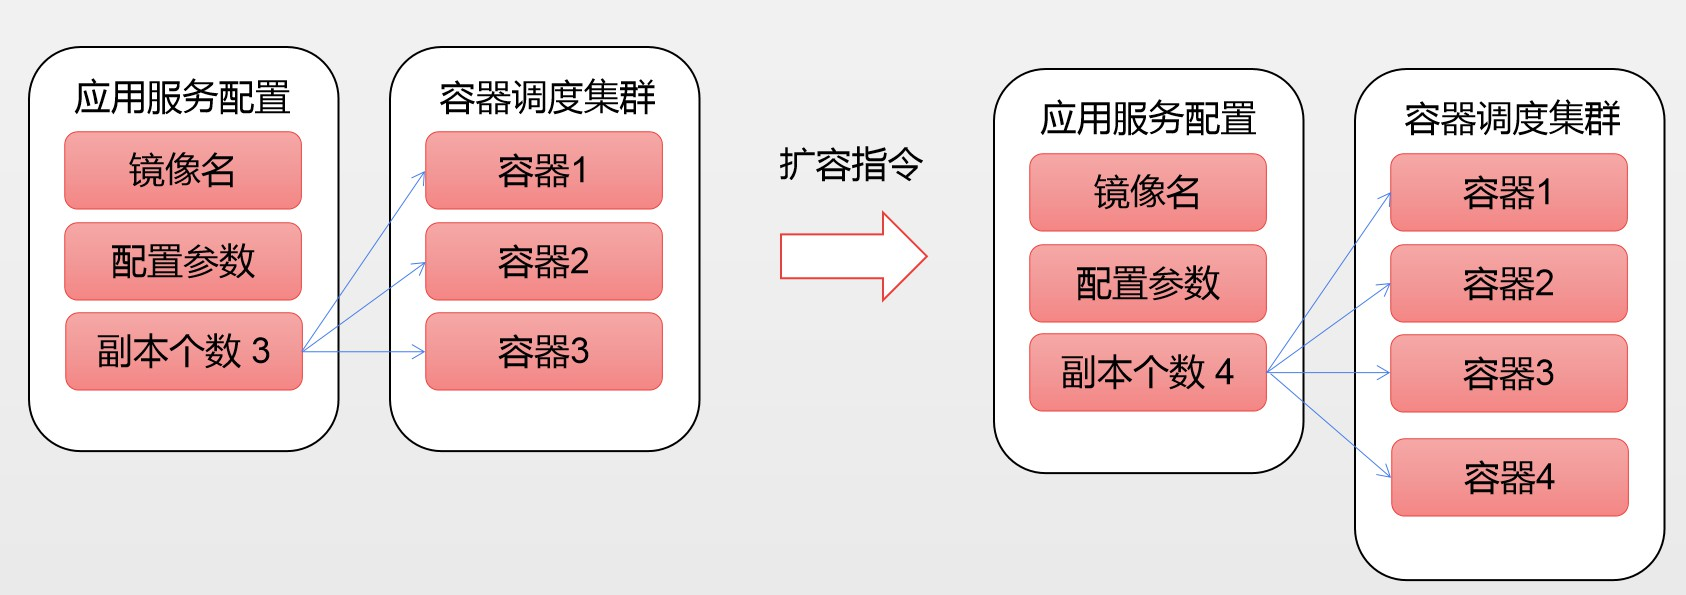 应用服务配置
镜像名
配置参数
副本个数 3
容器调度集群
容器1
容器2
容器3
扩容指令
应用服务配置
镜像名
配置参数
副本个数 4
容器调度集群
容器1
容器2
容器3
容器4